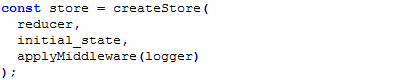 const store = createStore(
  reducer,
  initial_state,
  applyMiddleware(logger)
);